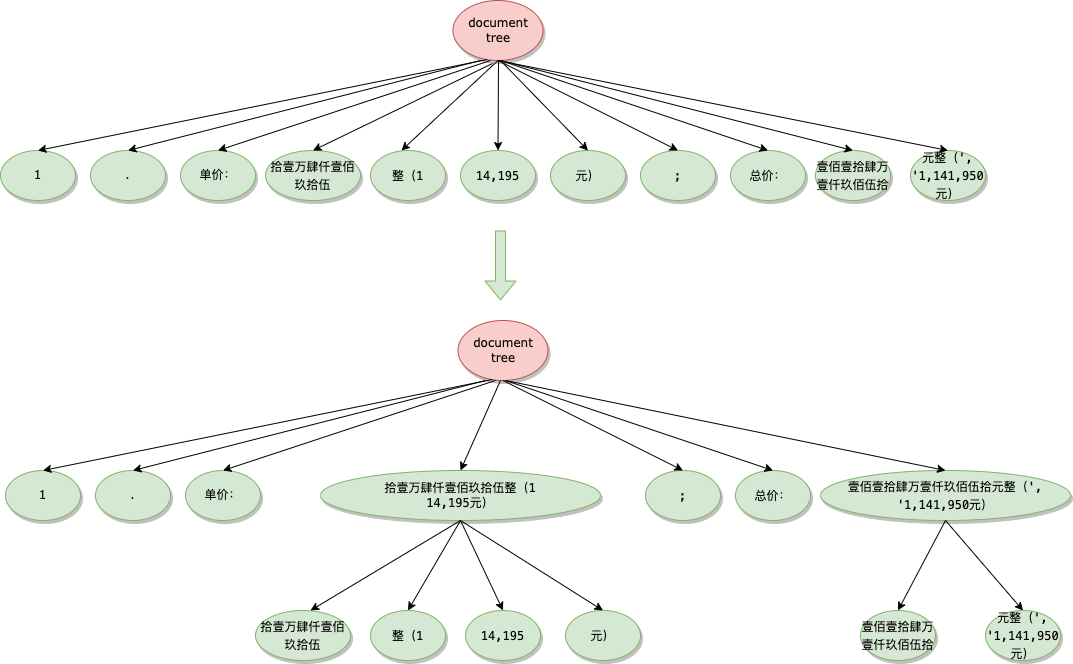 document
tree
1
.
单价：
拾壹万肆仟壹佰
玖拾伍
整（1
14,195
元）
;
总价：
壹佰壹拾肆万
壹仟玖佰伍拾
元整（',
'1,141,950
元）
document
tree
1
.
单价：
拾壹万肆仟壹佰玖拾伍整（1
14,195元）
;
总价：
壹佰壹拾肆万壹仟玖佰伍拾元整（',
'1,141,950元）
拾壹万肆仟壹佰
玖拾伍
整（1
14,195
元）
壹佰壹拾肆万
壹仟玖佰伍拾
元整（',
'1,141,950
元）